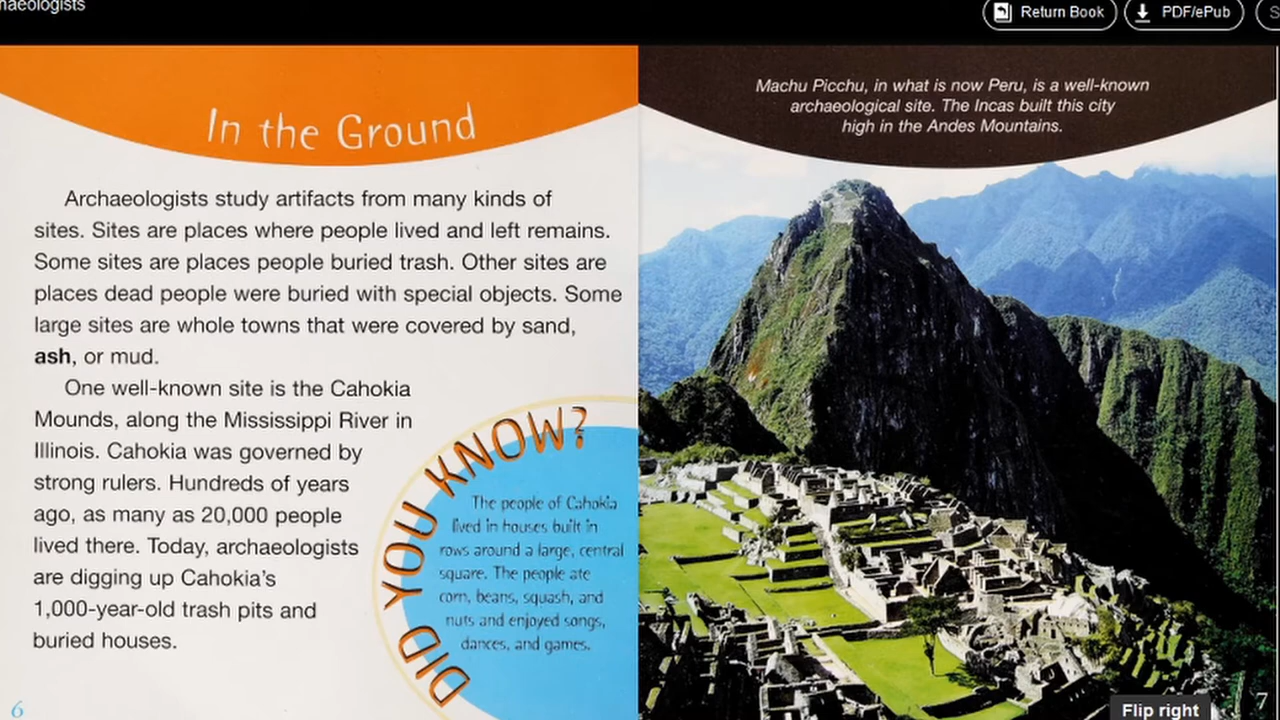 haeologists
Return Book
PDF/ePub
S
In the Ground
Archaeologists study artifacts from many kinds of
sites. Sites are places where people lived and left remains.
Some sites are places people buried trash. Other sites are
places dead people were buried with special objects. Some
large sites are whole towns that were covered by sand,
ash, or mud.
One well-known site is the Cahokia
Mounds, along the Mississippi River in
Illinois. Cahokia was governed by
strong rulers. Hundreds of years
ago, as many as 20,000 people
lived there. Today, archaeologists
are digging up Cahokia's
1,000-year-old trash pits and
buried houses.
DID YOU KNOW?
The people of Cahokia
lived in houses built in
rows around a large, central
square. The people ate
corn, beans, squash, and
nuts and enjoyed songs,
dances, and games.
6
Machu Picchu, in what is now Peru, is a well-known
archaeological site. The Incas built this city
high in the Andes Mountains.
Flip right
7